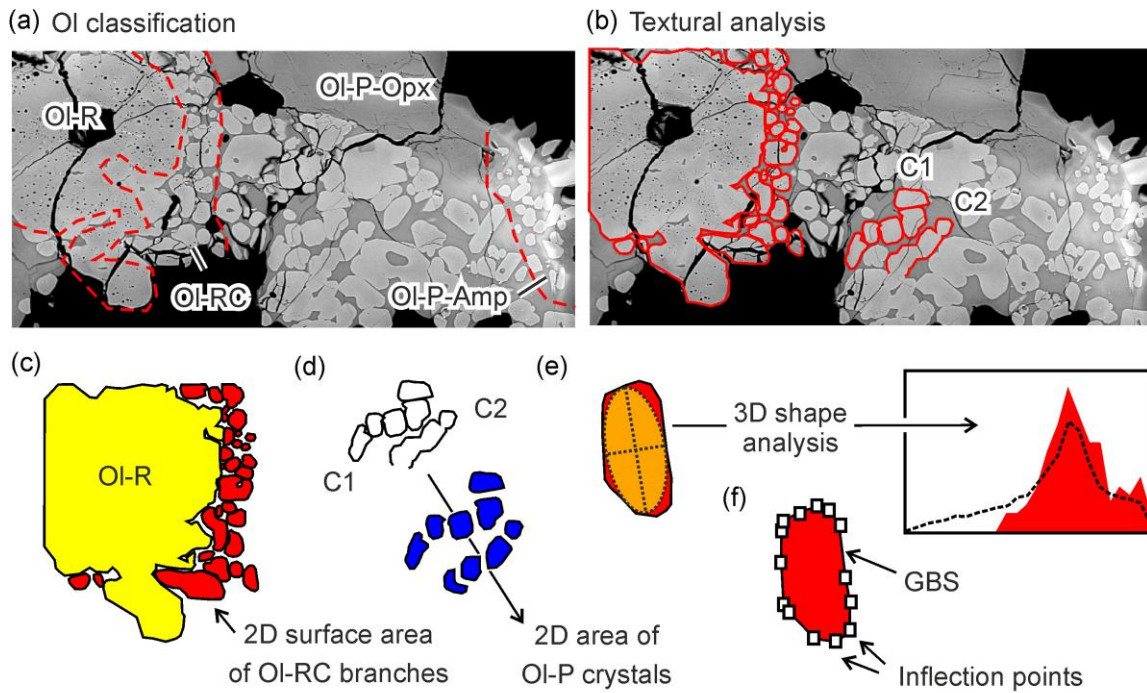 (a) Ol classification
(b) Textural analysis
Ol-R
Ol-P-Opx
Ol-RC
Ol-P-Amp
C1
C2
(c)
(d)
(e)
Ol-R
C2
C1
3D shape
analysis
(f)
GBS
2D surface area
of Ol-RC branches
2D area of
Ol-P crystals
Inflection points